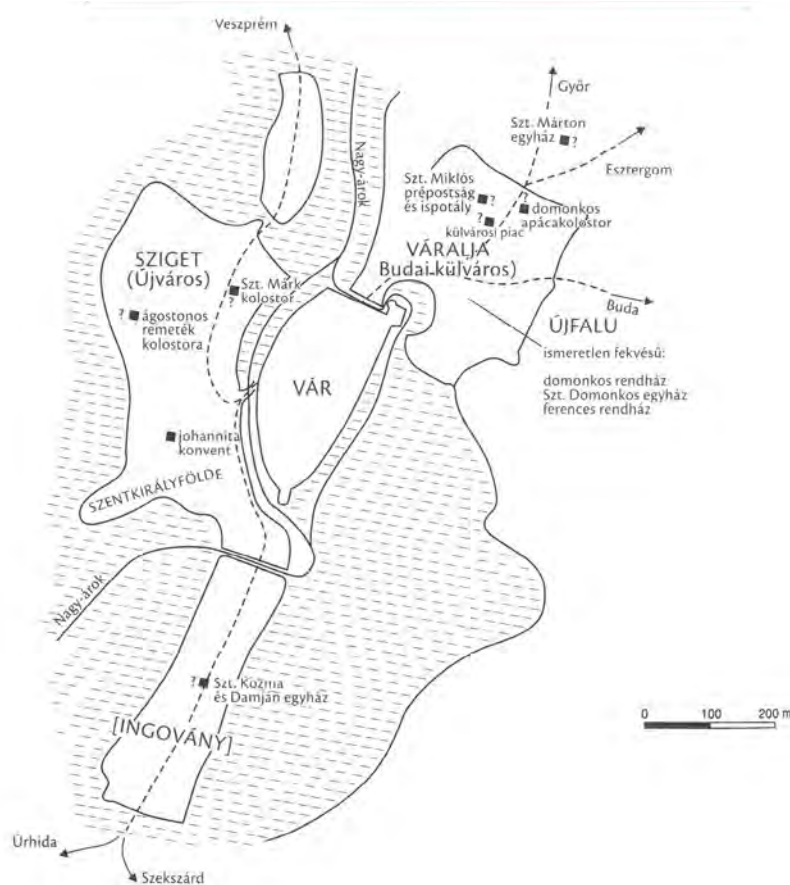 Veszprém
Győr
Szt. Márton
egyház
?
Esztergom
Nagy-árok
Szt. Miklós
prépostság
és ispotály
?
?
domonkos
apácakolostor
?
külvárosi piac
VÁRALJA
Budai külváros)
SZIGET
(Újváros)
Szt. Márk
kolostor
?
? ágostonos
remeték
kolostora
Buda
ÚJFALU
ismeretlen fekvésű:
domonkos rendház
Szt. Domonkos egyház
ferences rendház
VÁR
johannita
konvent
SZENTKIRÁLYFÖLDE
Nagy-árok
? Szt. Kozma
és Damján egyház
[INGOVÁNY]
0 100 200 m
Úrhida
Szekszárd